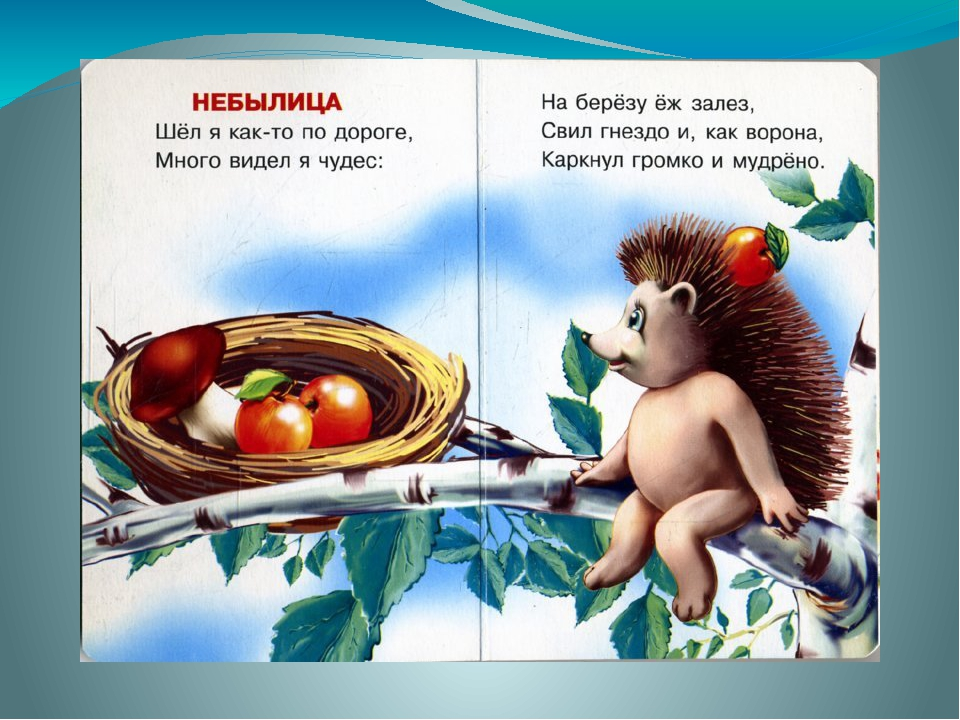 НЕБЫЛИЦА
Шёл я как-то по дороге,
Много видел я чудес:
На берёзу ёж залез,
Свил гнездо и, как ворона,
Каркнул громко и мудрёно.